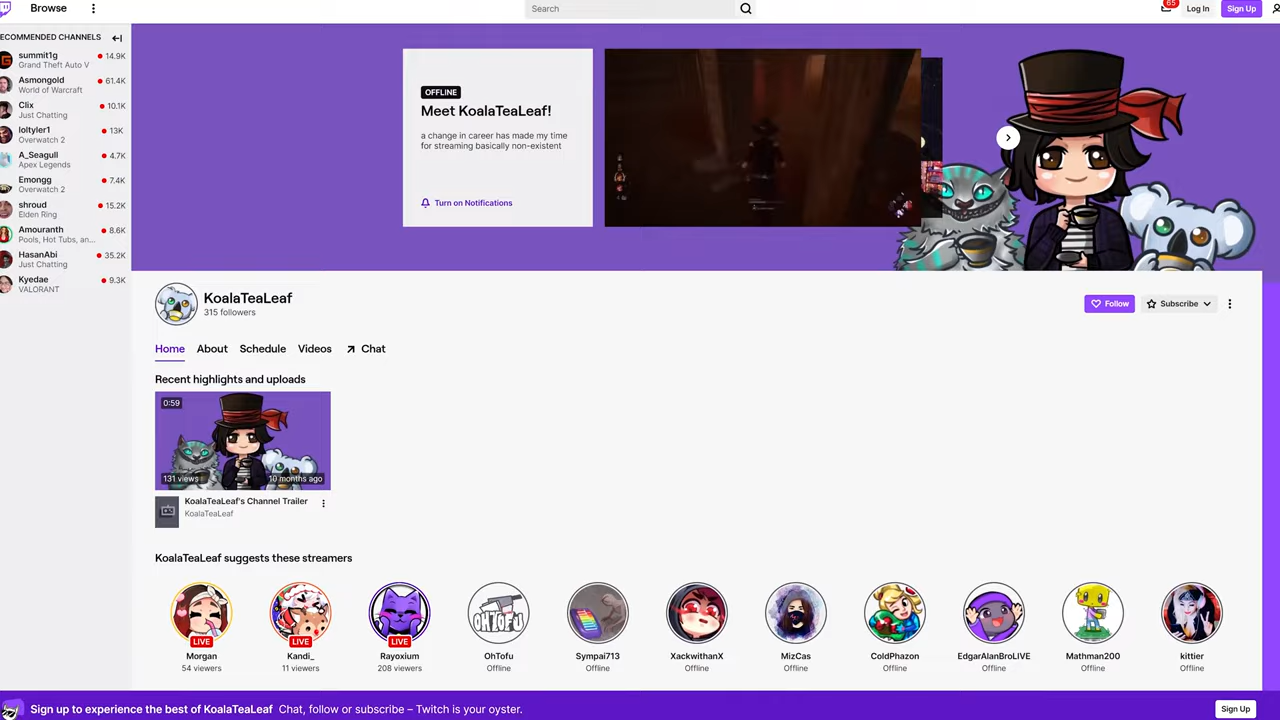 Browse
Search
65
Log In
Sign Up
ECOMMENDED CHANNELS
summit1g
14.9K
Grand Theft Auto V
Asmongold
61.4K
World of Warcraft
Clix
10.1K
Just Chatting
loltyler1
13K
Overwatch 2
A_Seagull
4.7K
Apex Legends
Emongg
7.4K
Overwatch 2
shroud
15.2K
Elden Ring
Amouranth
8.6K
Pools, Hot Tubs, an...
HasanAbi
35.2K
Just Chatting
Kyedae
9.3K
VALORANT
OFFLINE
Meet KoalaTeaLeaf!
a change in career has made my time
for streaming basically non-existent
Turn on Notifications
KoalaTeaLeaf
315 followers
Follow
Subscribe
Home About Schedule Videos Chat
Recent highlights and uploads
0:59
131 views
10 months ago
KoalaTeaLeaf's Channel Trailer
KoalaTeaLeaf
KoalaTeaLeaf suggests these streamers
OHTOFU
LIVE LIVE LIVE
Morgan Kandi_ Rayoxium OhTofu Sympai713 XackwithanX MizCas ColdPhazon EdgarAlanBroLIVE Mathman200 kittier
54 viewers 11 viewers 208 viewers Offline Offline Offline Offline Offline Offline Offline Offline
Sign up to experience the best of KoalaTeaLeaf Chat, follow or subscribe – Twitch is your oyster.
Sign Up